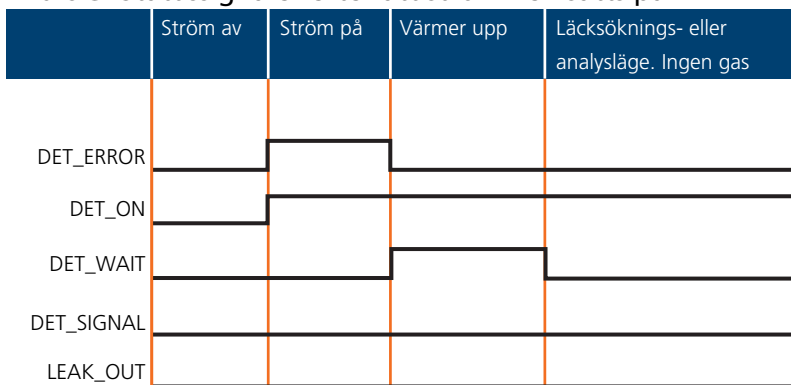 Ström av
Ström på
Värmer upp
Läcksöknings- eller
analysläge. Ingen gas
DET_ERROR
DET_ON
DET_WAIT
DET_SIGNAL
LEAK_OUT